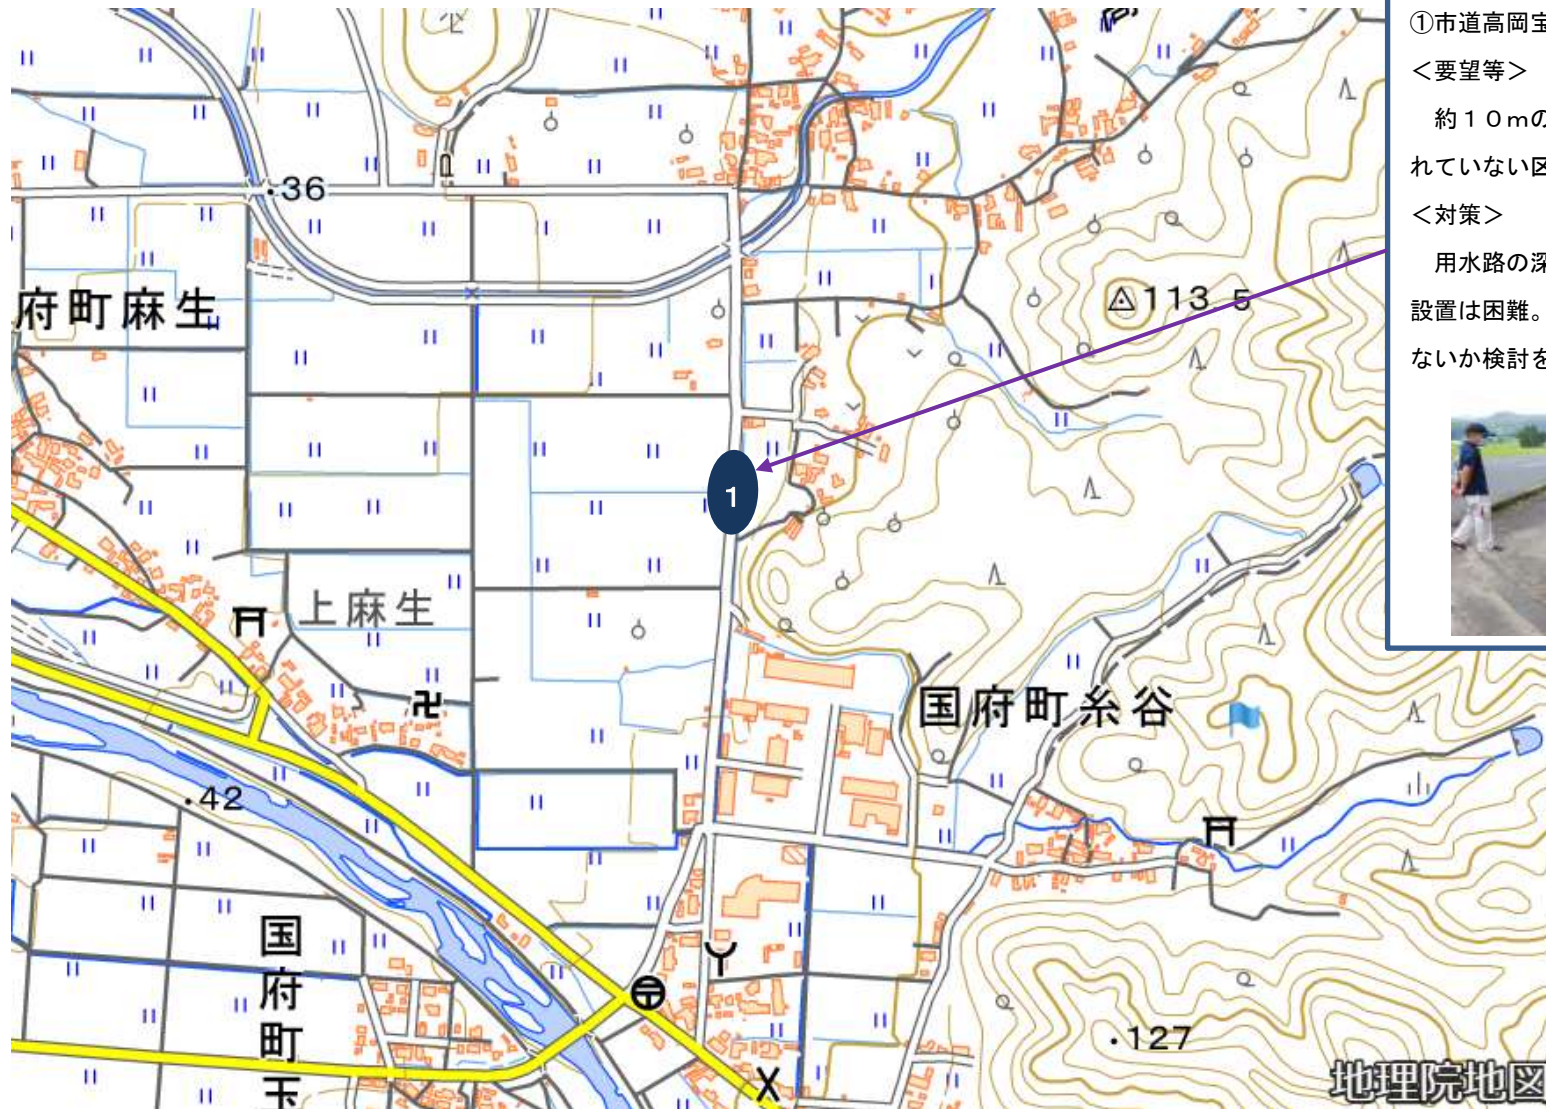 ①市道高岡宝
＜要望等＞
約１０ｍの
れていない区
＜対策＞
用水路の深
設置は困難。
ないか検討を
36
府町麻生
113.5
1
上麻生
国府町糸谷
42
国府町玉
127
地理院地図